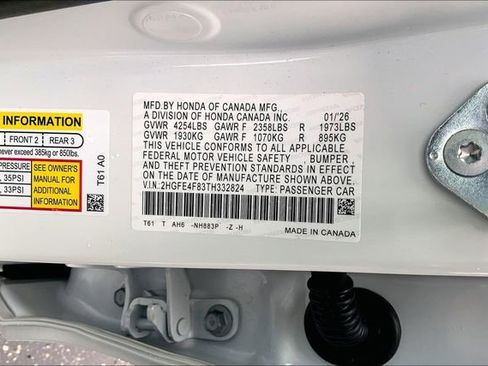 INFORMATION
FRONT 2 REAR 3
never exceed 385kg or 850lbs.
PRESSURE
35PSI
33PSI
SEE OWNER'S
MANUAL FOR
ADDITIONAL
INFORMATION
T61 A0
MFD.BY HONDA OF CANADA MFG.,
A DIVISION OF HONDA CANADA INC. 01/26
GVWR 4254LBS GAWR F 2358LBS R 1973LBS
GVWR 1930KG GAWR F 1070KG R 895KG
THIS VEHICLE CONFORMS TO ALL APPLICABLE
FEDERAL MOTOR VEHICLE SAFETY BUMPER,
AND THEFT PREVENTION STANDARDS IN EFFECT
ON THE DATE OF MANUFACTURE SHOWN ABOVE.
V.I.N.:2HGFE4F83TH332824 TYPE: PASSENGER CAR
T61 T AH6 -NH883P -Z -H
MADE IN CANADA